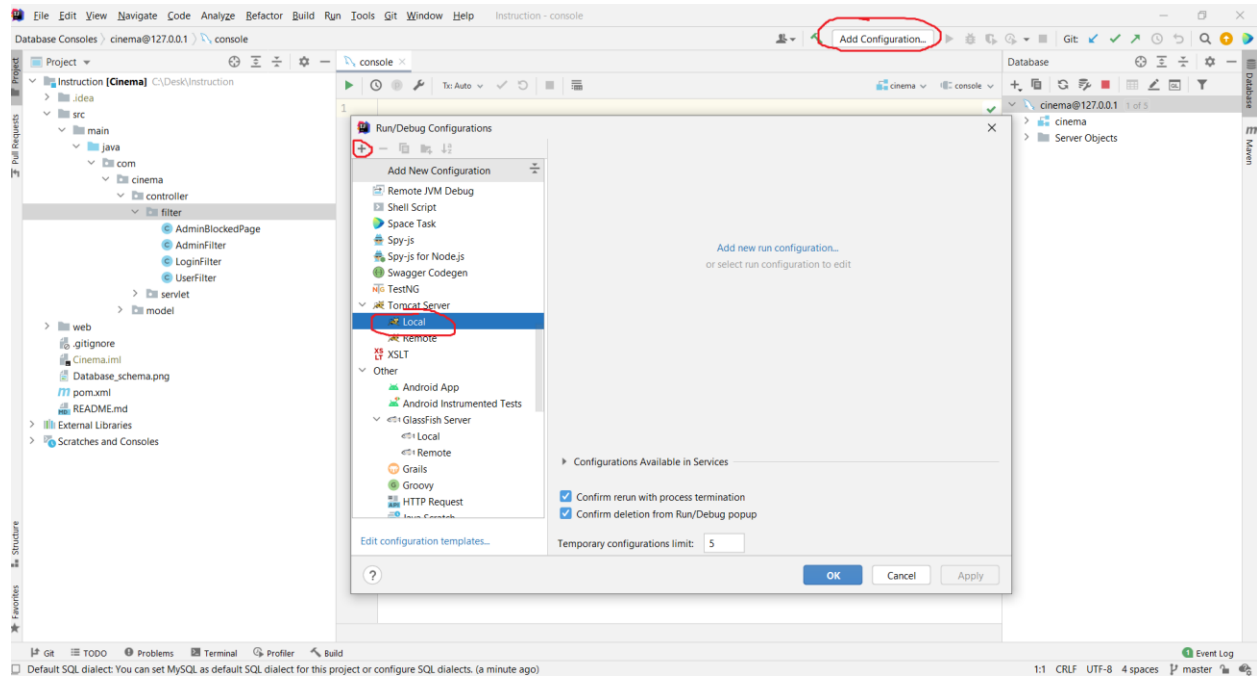 File Edit View Navigate Code Analyze Refactor Build Run Tools Git Window Help Instruction - console
Database Consoles cinema@127.0.0.1 console
Add Configuration...
Git:
Project
console
Database
Instruction [Cinema] C:\Desk\Instruction
.idea
src
main
java
com
cinema
controller
filter
AdminBlockedPage
AdminFilter
LoginFilter
UserFilter
servlet
model
web
.gitignore
Cinema.iml
Database_schema.png
pom.xml
README.md
External Libraries
Scratches and Consoles
Project
Pull Requests
Structure
Favorites
Tx: Auto
cinema
console
1
Run/Debug Configurations
Add New Configuration
Remote JVM Debug
Shell Script
Space Task
Spy-js
Spy-js for Node.js
Swagger Codegen
TestNG
Tomcat Server
Local
Remote
XSLT
Other
Android App
Android Instrumented Tests
GlassFish Server
Local
Remote
Grails
Groovy
HTTP Request
Java Scratch
Edit configuration templates...
Add new run configuration...
or select run configuration to edit
Configurations Available in Services
Confirm rerun with process termination
Confirm deletion from Run/Debug popup
Temporary configurations limit: 5
?
OK Cancel Apply
cinema@127.0.0.1 1 of 5
cinema
Server Objects
Database
Maven
Git TODO Problems Terminal Profiler Build
1 Event Log
Default SQL dialect: You can set MySQL as default SQL dialect for this project or configure SQL dialects. (a minute ago)
1:1 CRLF UTF-8 4 spaces master